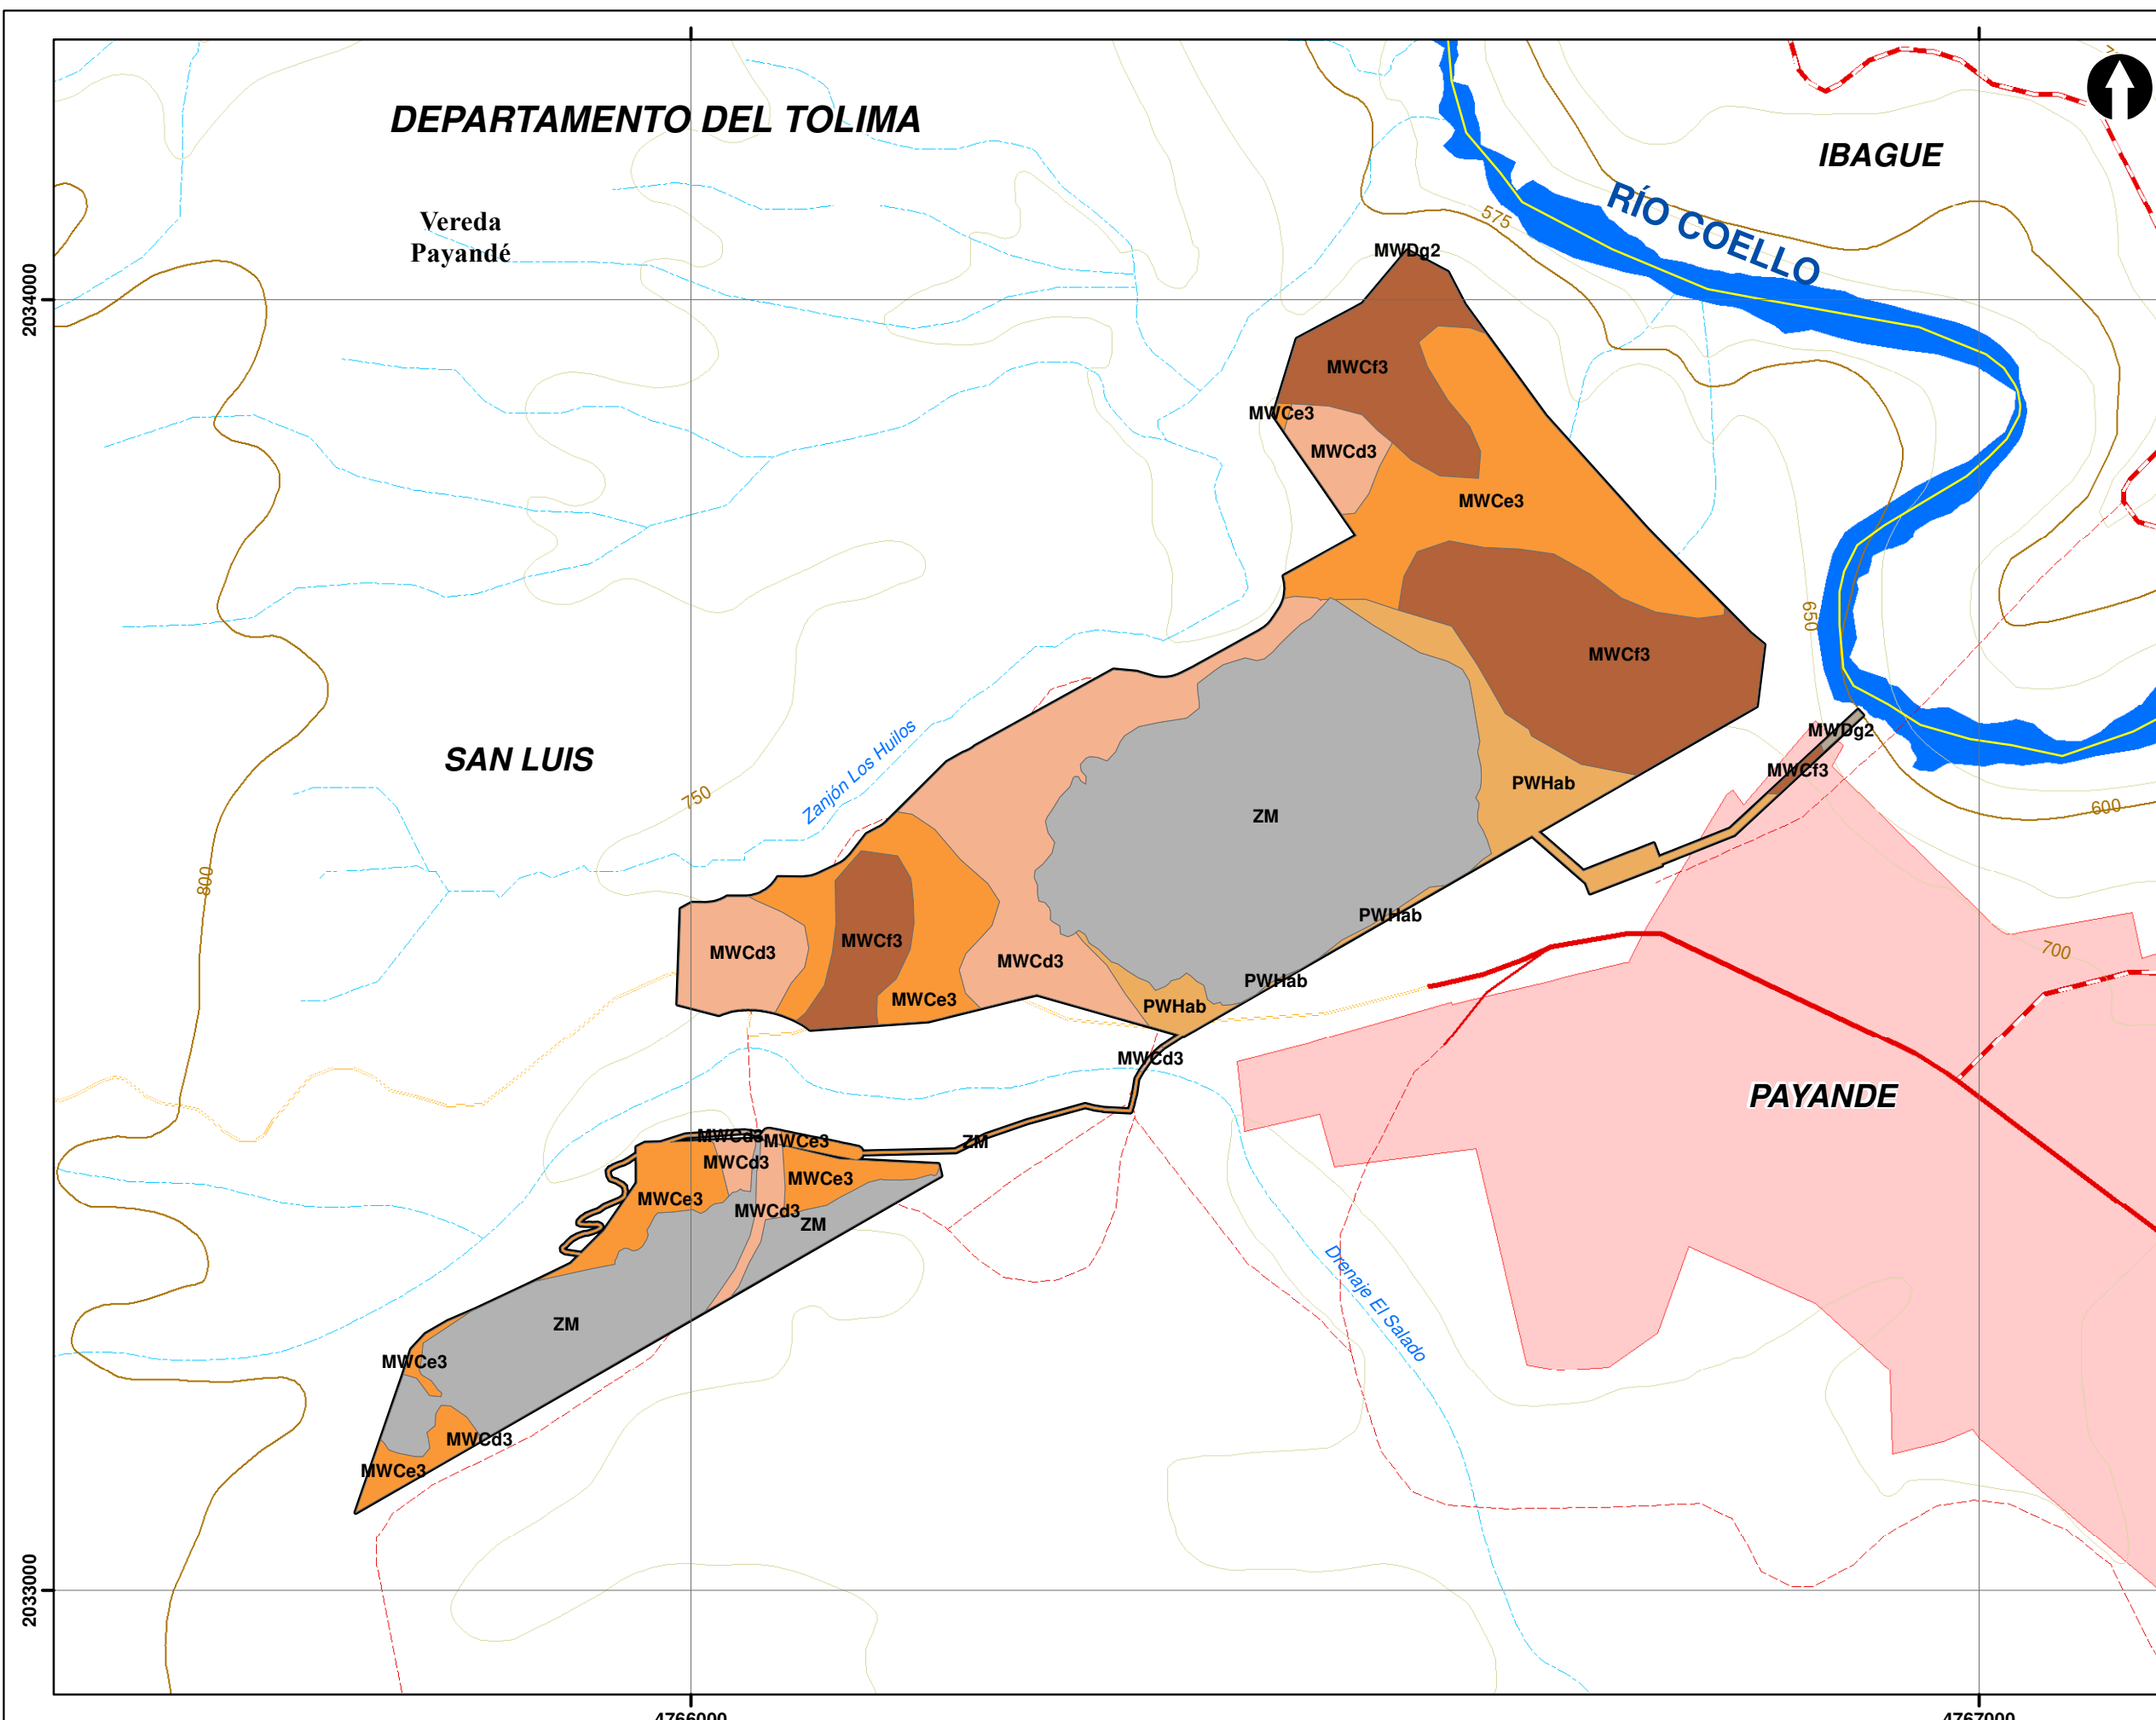 DEPARTAMENTO DEL TOLIMA
IBAGUE
RÍO COELLO
Vereda
Payandé
575
MWDg2
2034000
MWCf3
MWCe3
MWCd3
MWCe3
650
MWCf3
SAN LUIS
Zanjón Los Huilos
750
MWDg2
MWCf3
PWHab
600
ZM
800
PWHab
MWCf3
MWCd3
MWCd3
700
PWHab
MWCe3
PWHab
MWCd3
PAYANDE
MWCd3
MWCe3
ZM
MWCd3
MWCe3
MWCe3
MWCd3
ZM
Drenaje El Salado
ZM
MWCe3
MWCd3
MWCe3
2033000
4766000
4767000